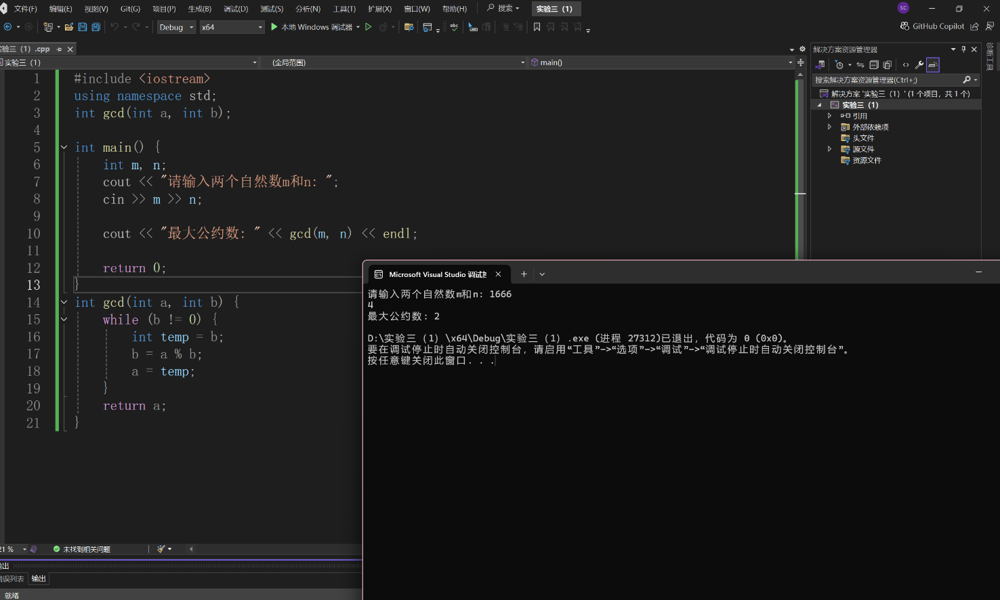 文件(F) 编辑(E) 视图(V) Git(G) 项目(P) 生成(B) 调试(D) 测试(S) 分析(N) 工具(T) 扩展(X) 窗口(W) 帮助(H) 搜索 实验三（1） SC
Debug x64 本地 Windows 调试器 GitHub Copilot
实验三（1）.cpp
实验三（1） (全局范围) main()
1 #include <iostream>
2 using namespace std;
3 int gcd(int a, int b);
4
5 int main() {
6 int m, n;
7 cout << "请输入两个自然数m和n: ";
8 cin >> m >> n;
9
10 cout << "最大公约数: " << gcd(m, n) << endl;
11
12 return 0;
13 }
14 int gcd(int a, int b) {
15 while (b != 0) {
16 int temp = b;
17 b = a % b;
18 a = temp;
19 }
20 return a;
21 }
解决方案资源管理器
搜索解决方案资源管理器(Ctrl+;)
解决方案 '实验三（1）' (1 个项目，共 1 个)
实验三（1）
引用
外部依赖项
头文件
源文件
资源文件
诊断工具
Microsoft Visual Studio 调试
请输入两个自然数m和n: 1666
4
最大公约数: 2
D:\实验三（1）\x64\Debug\实验三（1）.exe (进程 27312)已退出，代码为 0 (0x0)。
要在调试停止时自动关闭控制台，请启用“工具”->“选项”->“调试”->“调试停止时自动关闭控制台”。
按任意键关闭此窗口. . .
21 % 未找到相关问题
输出
错误列表 输出
就绪